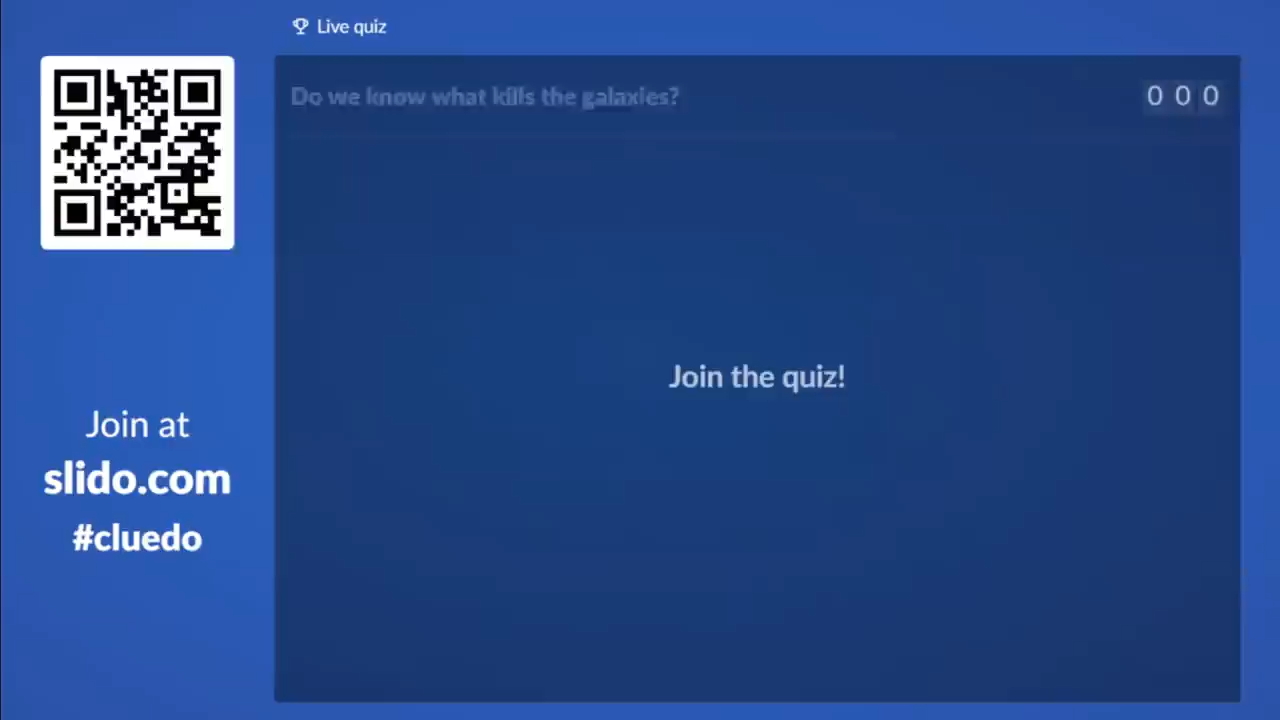 Live quiz
Do we know what kills the galaxies?
0 0 0
Join the quiz!
Join at
slido.com
#cluedo